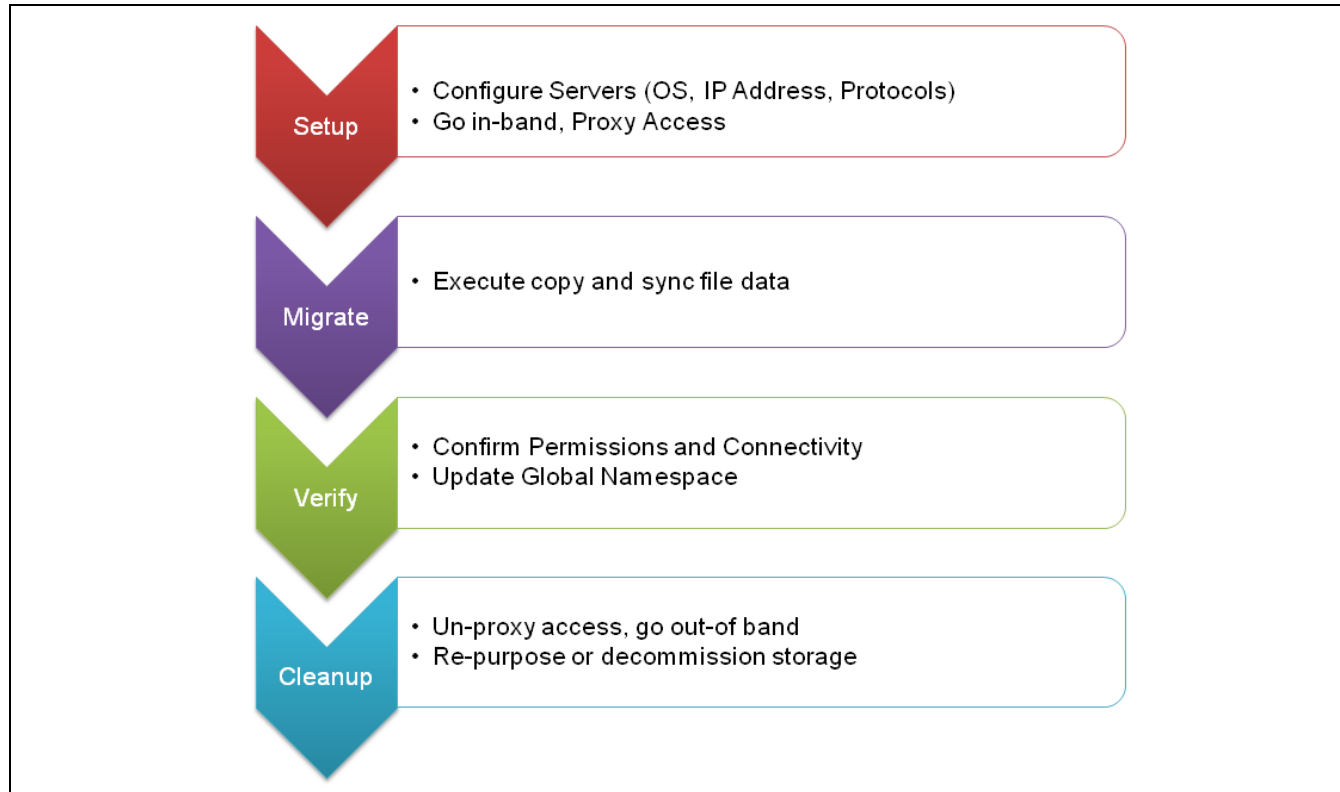 Setup
• Configure Servers (OS, IP Address, Protocols)
• Go in-band, Proxy Access
Migrate
• Execute copy and sync file data
Verify
• Confirm Permissions and Connectivity
• Update Global Namespace
Cleanup
• Un-proxy access, go out-of band
• Re-purpose or decommission storage